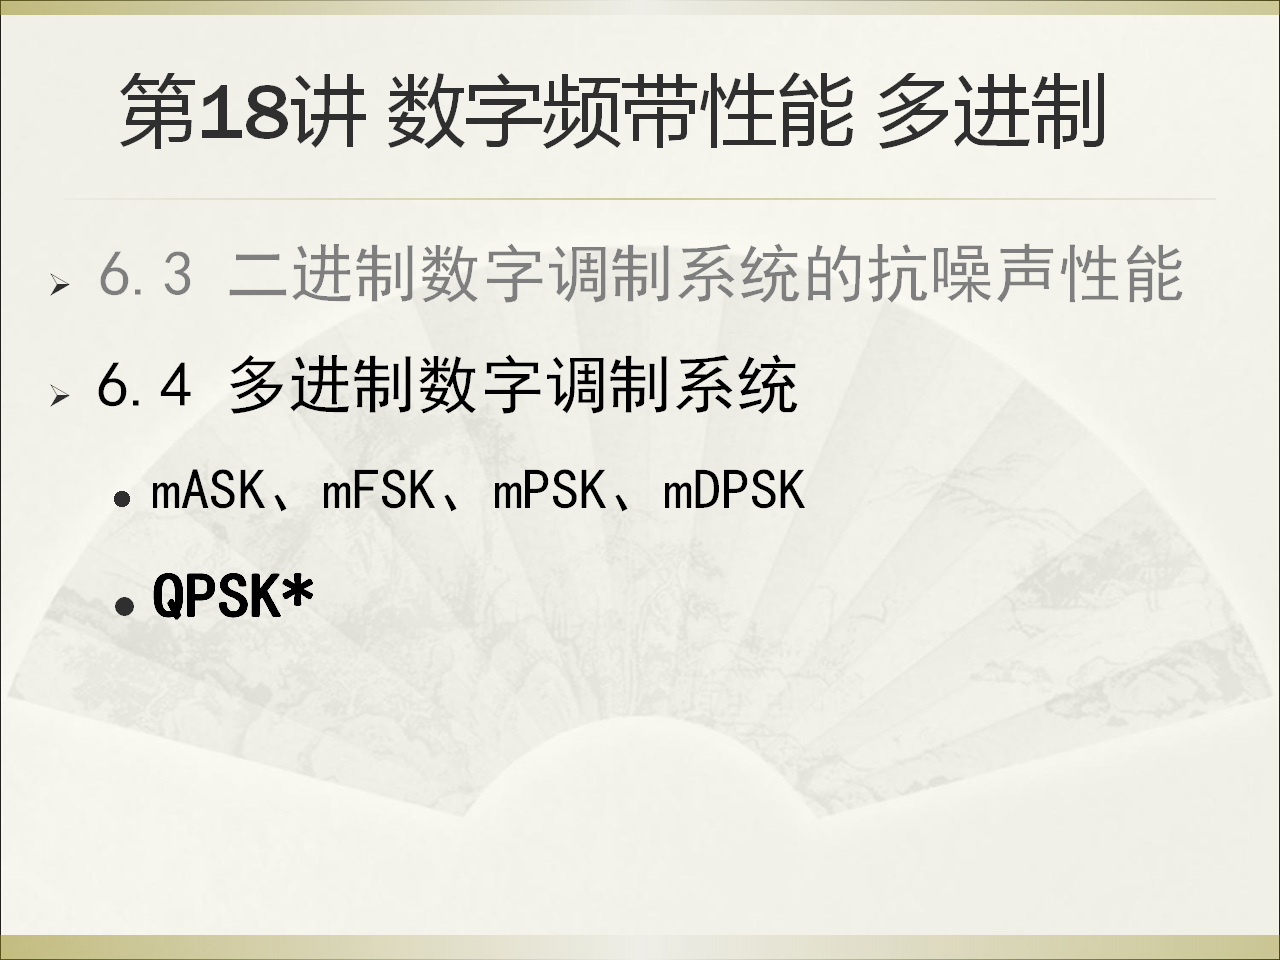 第18讲 数字频带性能 多进制
6.3 二进制数字调制系统的抗噪声性能
6.4 多进制数字调制系统
mASK、mFSK、mPSK、mDPSK
QPSK*